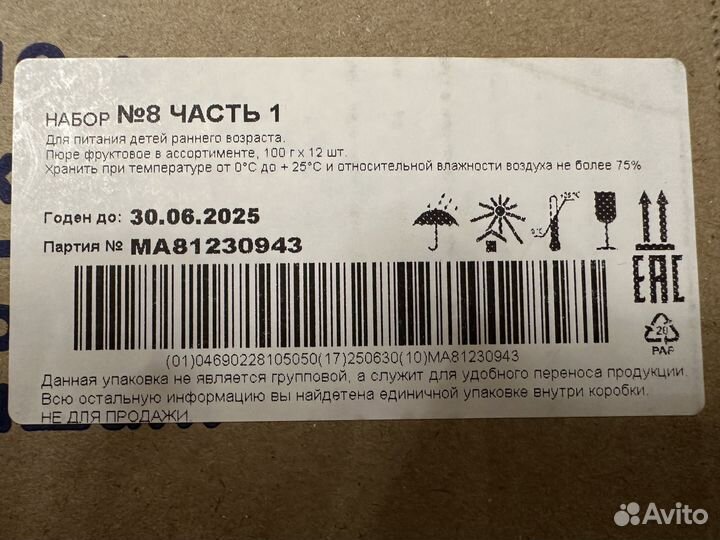 НАБОР №8 ЧАСТЬ 1
Для питания детей раннего возраста.
Пюре фруктовое в ассортименте, 100 г х 12 шт.
Хранить при температуре от 0°С до + 25°С и относительной влажности воздуха не более 75%
Годен до: 30.06.2025
Партия № МА81230943
+25°C
0°C
EAC
20
PAP
(01)04690228105050(17)250630(10)MA81230943
Данная упаковка не является групповой, а служит для удобного переноса продукции.
Всю остальную информацию вы найдетена единичной упаковке внутри коробки.
НЕ ДЛЯ ПРОДАЖИ
Avito